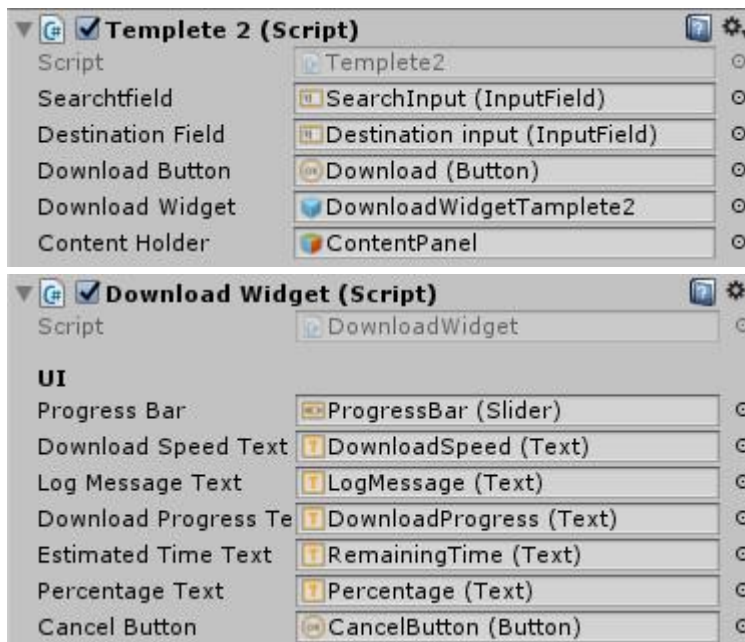 Templete 2 (Script)
Script Templete2
Searchtfield SearchInput (InputField)
Destination Field Destination input (InputField)
Download Button Download (Button)
Download Widget DownloadWidgetTamplete2
Content Holder ContentPanel
Download Widget (Script)
Script DownloadWidget
UI
Progress Bar ProgressBar (Slider)
Download Speed Text DownloadSpeed (Text)
Log Message Text LogMessage (Text)
Download Progress Te DownloadProgress (Text)
Estimated Time Text RemainingTime (Text)
Percentage Text Percentage (Text)
Cancel Button CancelButton (Button)